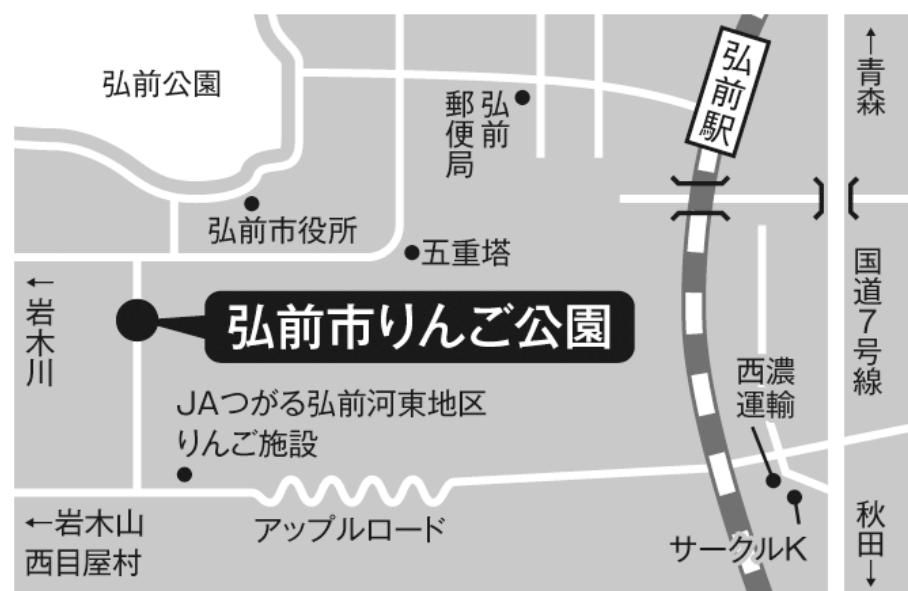 弘前公園
弘前駅
↑青森
弘前
郵便局
弘前市役所
五重塔
←岩木川
弘前市りんご公園
国道7号線
西濃
運輸
JAつがる弘前河東地区
りんご施設
アップルロード
←岩木山
西目屋村
サークルK
秋田↓